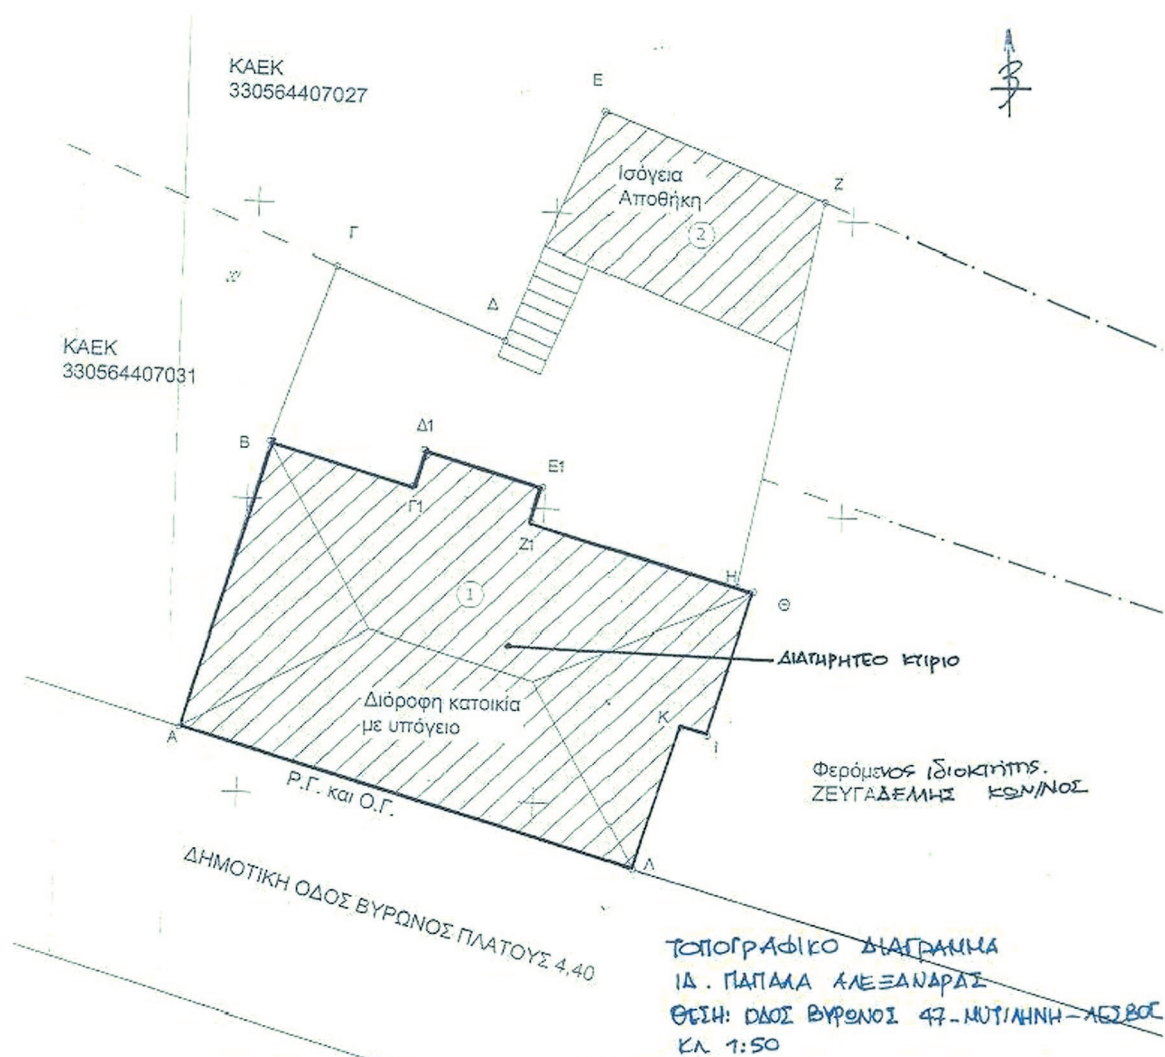 ΚΑΕΚ
330564407027
Ε
Ισόγεια
Αποθήκη
Ζ
2
Γ
Δ
ΚΑΕΚ
330564407031
Β
Δ1
Ε1
Γ1
Ζ1
Η
Θ
1
ΔΙΑΤΗΡΗΤΕΟ ΚΤΙΡΙΟ
Διόροφη κατοικία
με υπόγειο
Κ
Ι
Α
Ρ.Γ. και Ο.Γ.
Φερόμενος ιδιοκτήτης.
ΖΕΥΓΑΔΕΛΛΗΣ ΚΩΝ/ΝΟΣ
Λ
ΔΗΜΟΤΙΚΗ ΟΔΟΣ ΒΥΡΩΝΟΣ ΠΛΑΤΟΥΣ 4,40
ΤΟΠΟΓΡΑΦΙΚΟ ΔΙΑΓΡΑΜΜΑ
ΙΔ. ΠΑΠΑΛΑ ΑΛΕΞΑΝΔΡΑΣ
ΘΕΣΗ: ΟΔΟΣ ΒΥΡΩΝΟΣ 47-ΜΥΤΙΛΗΝΗ-ΛΕΣΒΟΣ
ΚΛ 1:50